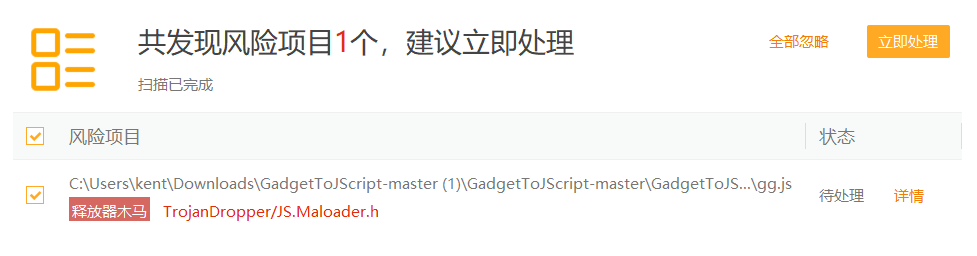 共发现风险项目1个，建议立即处理
全部忽略
立即处理
扫描已完成
风险项目
状态
C:\Users\kent\Downloads\GadgetToJScript-master (1)\GadgetToJScript-master\GadgetToJS...\gg.js
释放器木马 TrojanDropper/JS.Maloader.h
待处理
详情